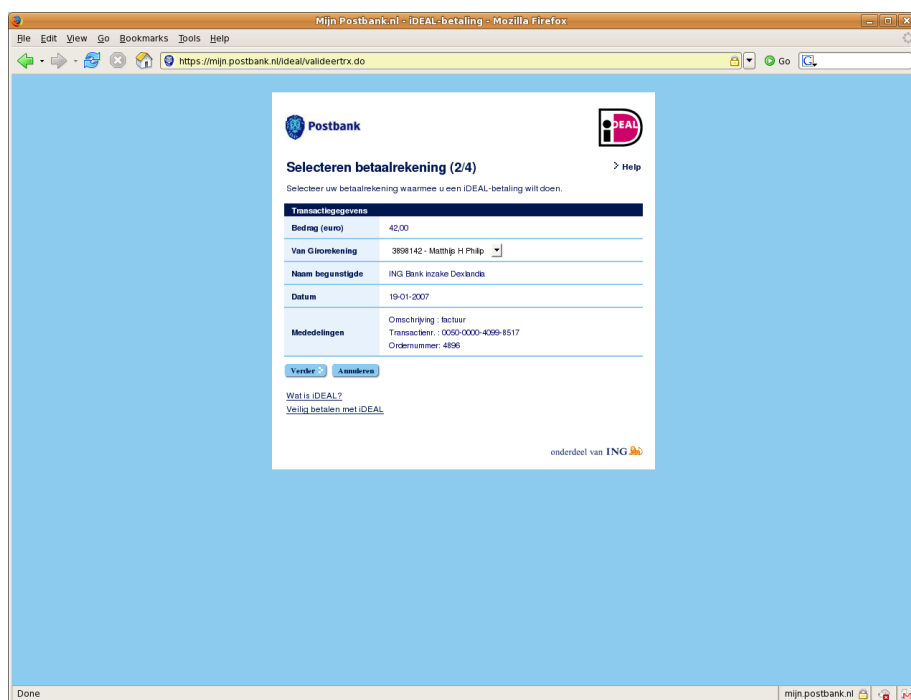 Mijn Postbank.nl - iDEAL-betaling - Mozilla Firefox
File Edit View Go Bookmarks Tools Help
https://mijn.postbank.nl/ideal/valideertrx.do
Go
G
Postbank
iDEAL
Selecteren betaalrekening (2/4)
Help
Selecteer uw betaalrekening waarmee u een iDEAL-betaling wilt doen.
Transactiegegevens
Bedrag (euro) 42,00
Van Girorekening 3898142 - Matthijs H Philip
Naam begunstigde ING Bank inzake Dexlandia
Datum 19-01-2007
Mededelingen
Omschrijving : factuur
Transactienr. : 0050-0000-4099-8517
Ordernummer: 4896
Verder Annuleren
Wat is iDEAL?
Veilig betalen met iDEAL
onderdeel van ING
Done
mijn.postbank.nl